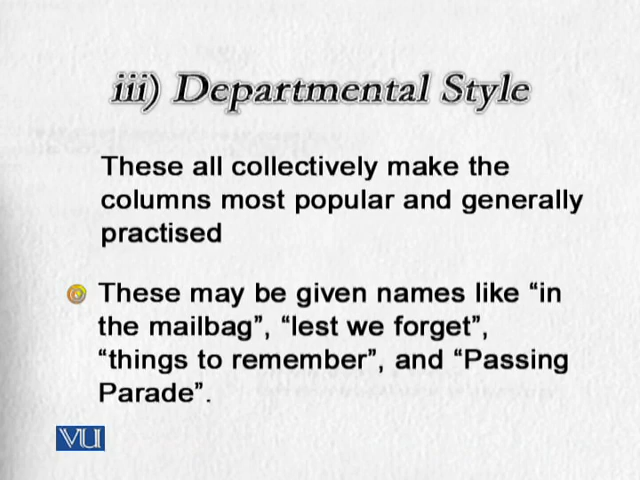 iii) Departmental Style
These all collectively make the
columns most popular and generally
practised
These may be given names like “in
the mailbag”, “lest we forget”,
“things to remember”, and “Passing
Parade”.
VU